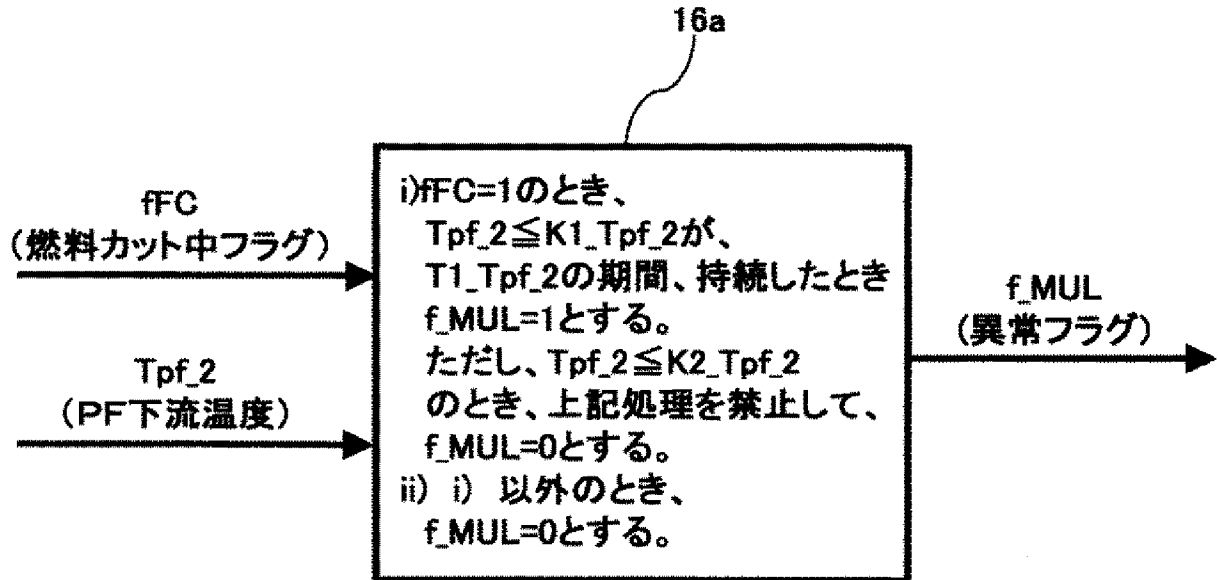 16a
fFC
(燃料カット中フラグ)
Tpf_2
(PF下流温度)
i)fFC=1のとき、
Tpf_2≦K1_Tpf_2が、
T1_Tpf_2の期間、持続したとき
f_MUL=1とする。
ただし、Tpf_2≦K2_Tpf_2
のとき、上記処理を禁止して、
f_MUL=0とする。
ii) i) 以外のとき、
f_MUL=0とする。
f_MUL
(異常フラグ)